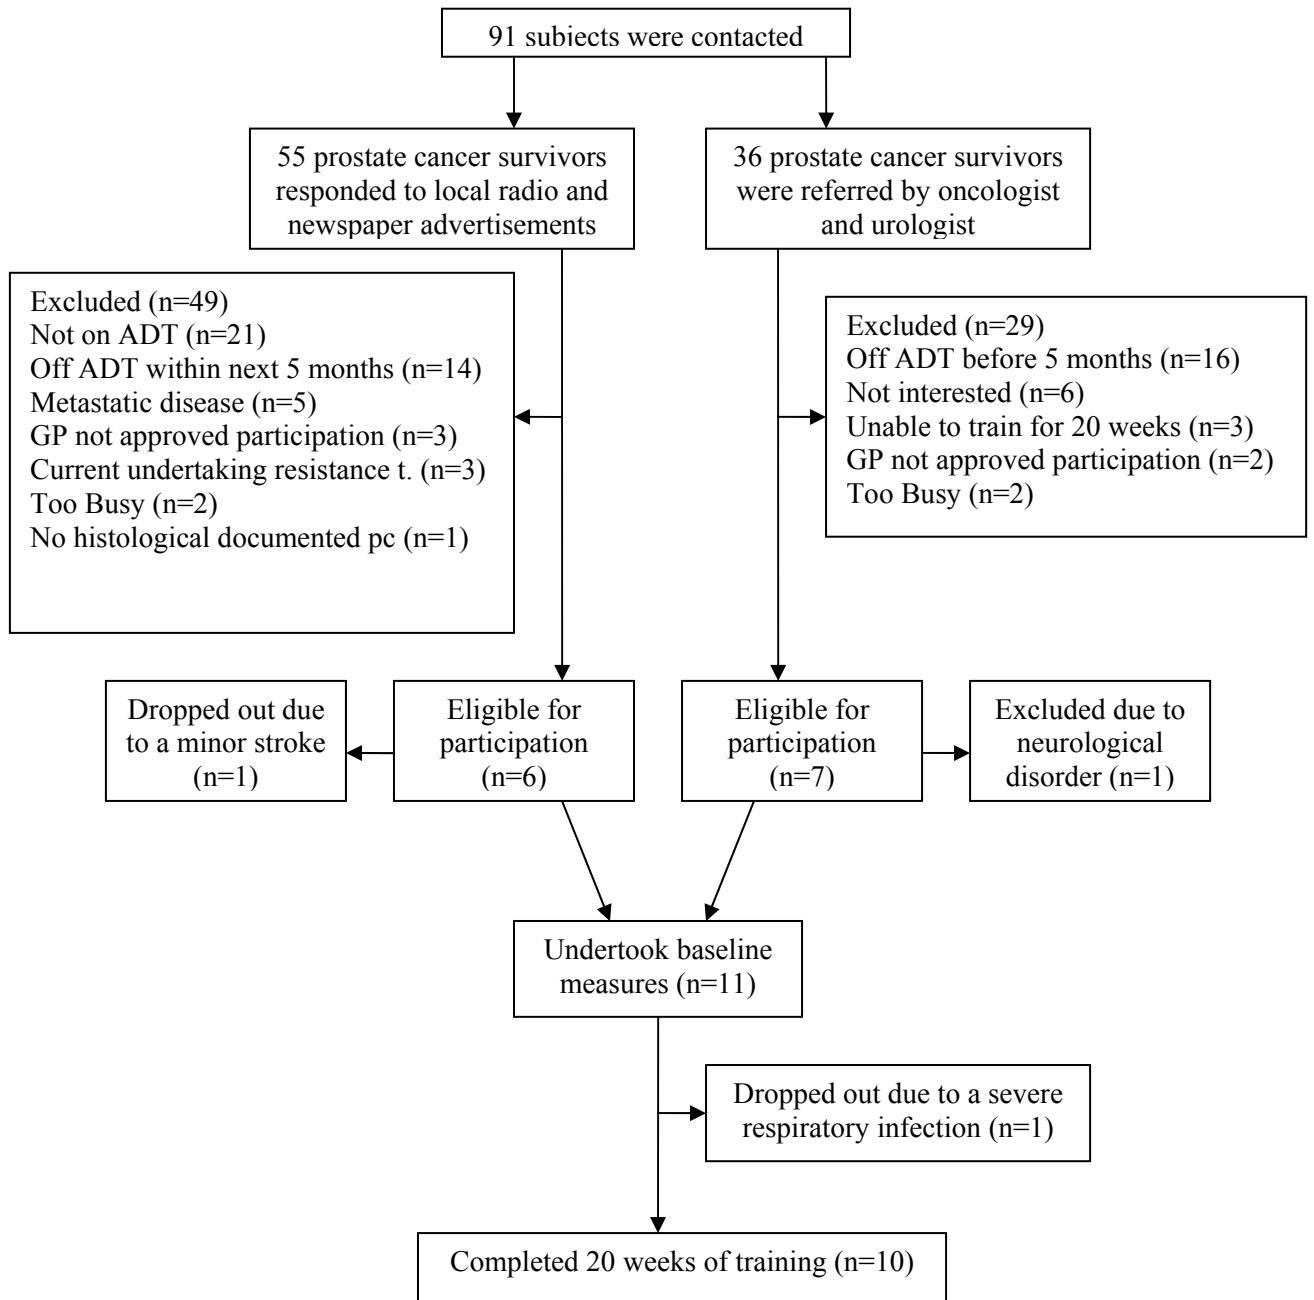 91 subjects were contacted
55 prostate cancer survivors
responded to local radio and
newspaper advertisements
36 prostate cancer survivors
were referred by oncologist
and urologist
Excluded (n=49)
Not on ADT (n=21)
Off ADT within next 5 months (n=14)
Metastatic disease (n=5)
GP not approved participation (n=3)
Current undertaking resistance t. (n=3)
Too Busy (n=2)
No histological documented pc (n=1)
Excluded (n=29)
Off ADT before 5 months (n=16)
Not interested (n=6)
Unable to train for 20 weeks (n=3)
GP not approved participation (n=2)
Too Busy (n=2)
Dropped out due
to a minor stroke
(n=1)
Eligible for
participation
(n=6)
Eligible for
participation
(n=7)
Excluded due to
neurological
disorder (n=1)
Undertook baseline
measures (n=11)
Dropped out due to a severe
respiratory infection (n=1)
Completed 20 weeks of training (n=10)